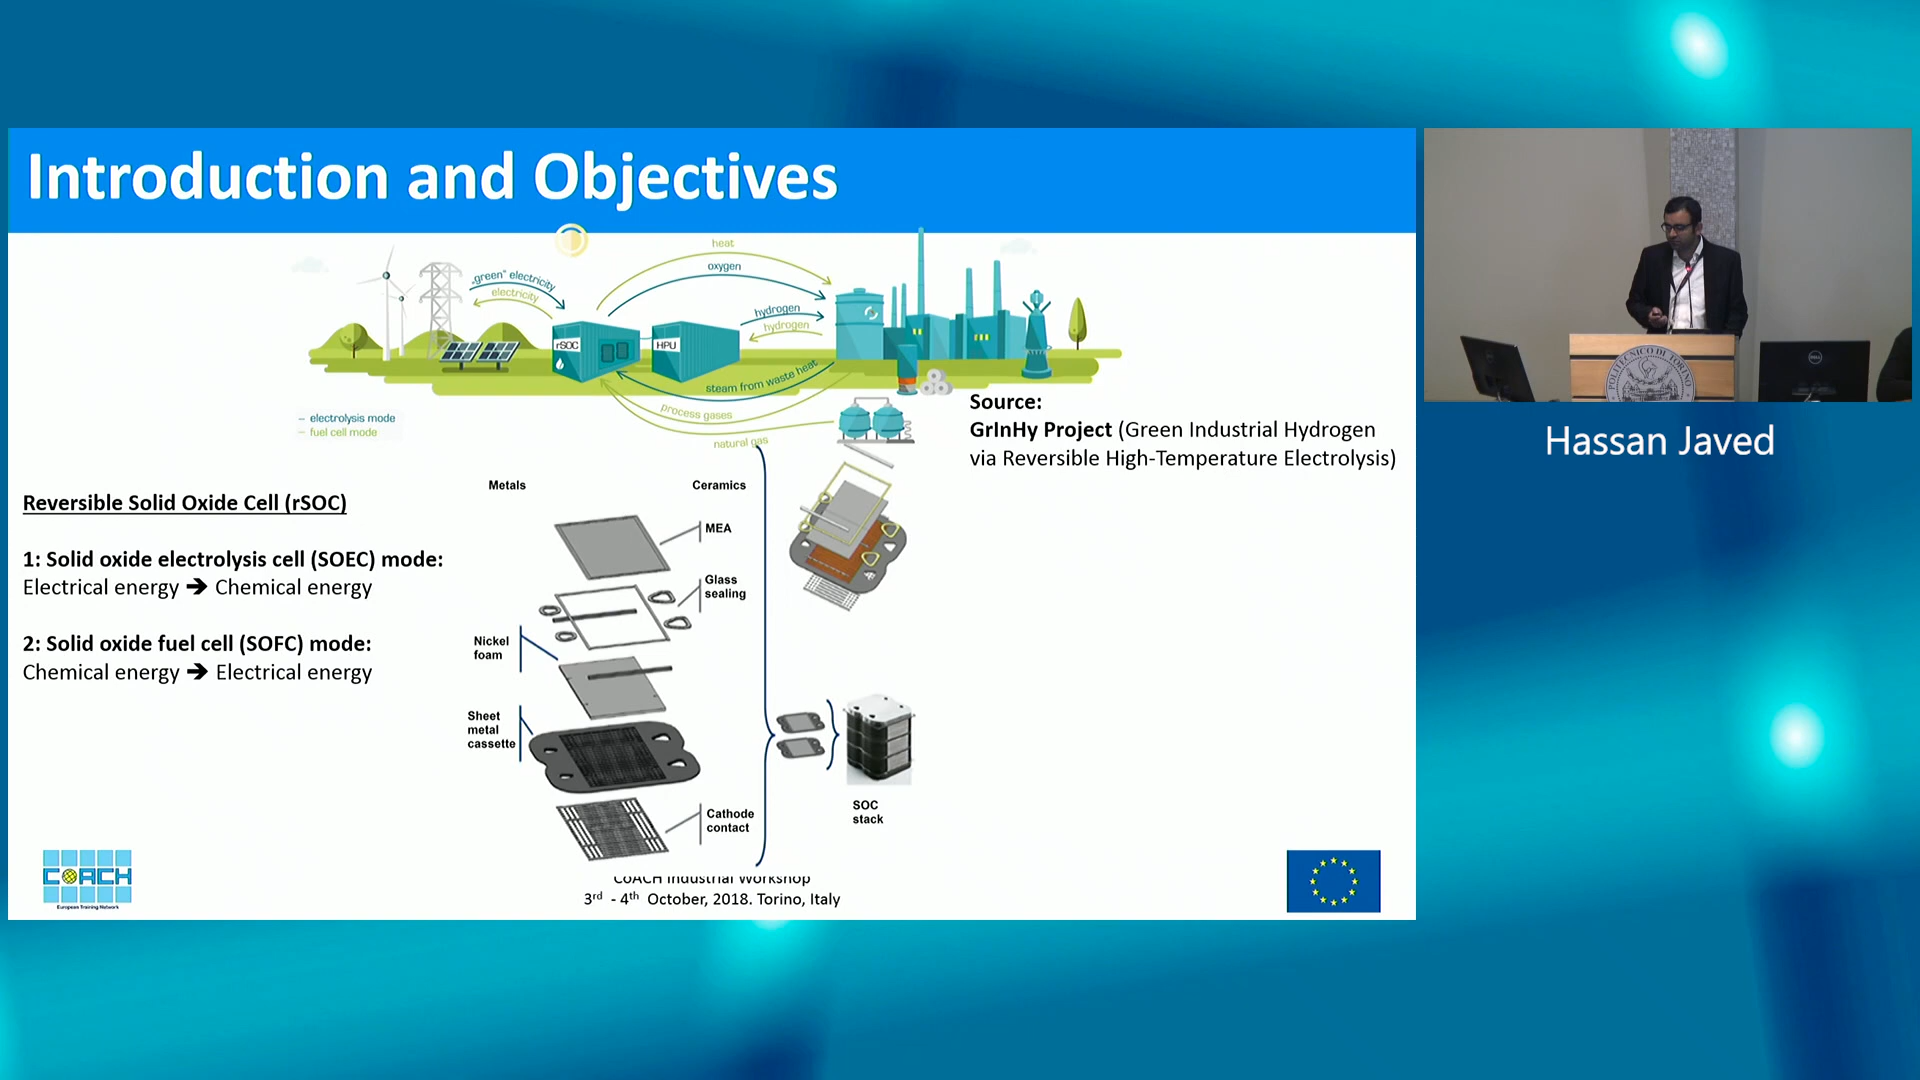 Introduction and Objectives
heat
oxygen
„green" electricity
electricity
hydrogen
hydrogen
rSOC
HPU
steam from waste heat
process gases
natural gas
– electrolysis mode
– fuel cell mode
Source:
GrInHy Project (Green Industrial Hydrogen
via Reversible High-Temperature Electrolysis)
Reversible Solid Oxide Cell (rSOC)
1: Solid oxide electrolysis cell (SOEC) mode:
Electrical energy ➔ Chemical energy
2: Solid oxide fuel cell (SOFC) mode:
Chemical energy ➔ Electrical energy
Metals
Ceramics
MEA
Glass
sealing
Nickel
foam
Sheet
metal
cassette
Cathode
contact
SOC
stack
COACH
European Training Network
CoACH Industrial Workshop
3rd - 4th October, 2018. Torino, Italy
POLITECNICO DI TORINO
DELL
Hassan Javed